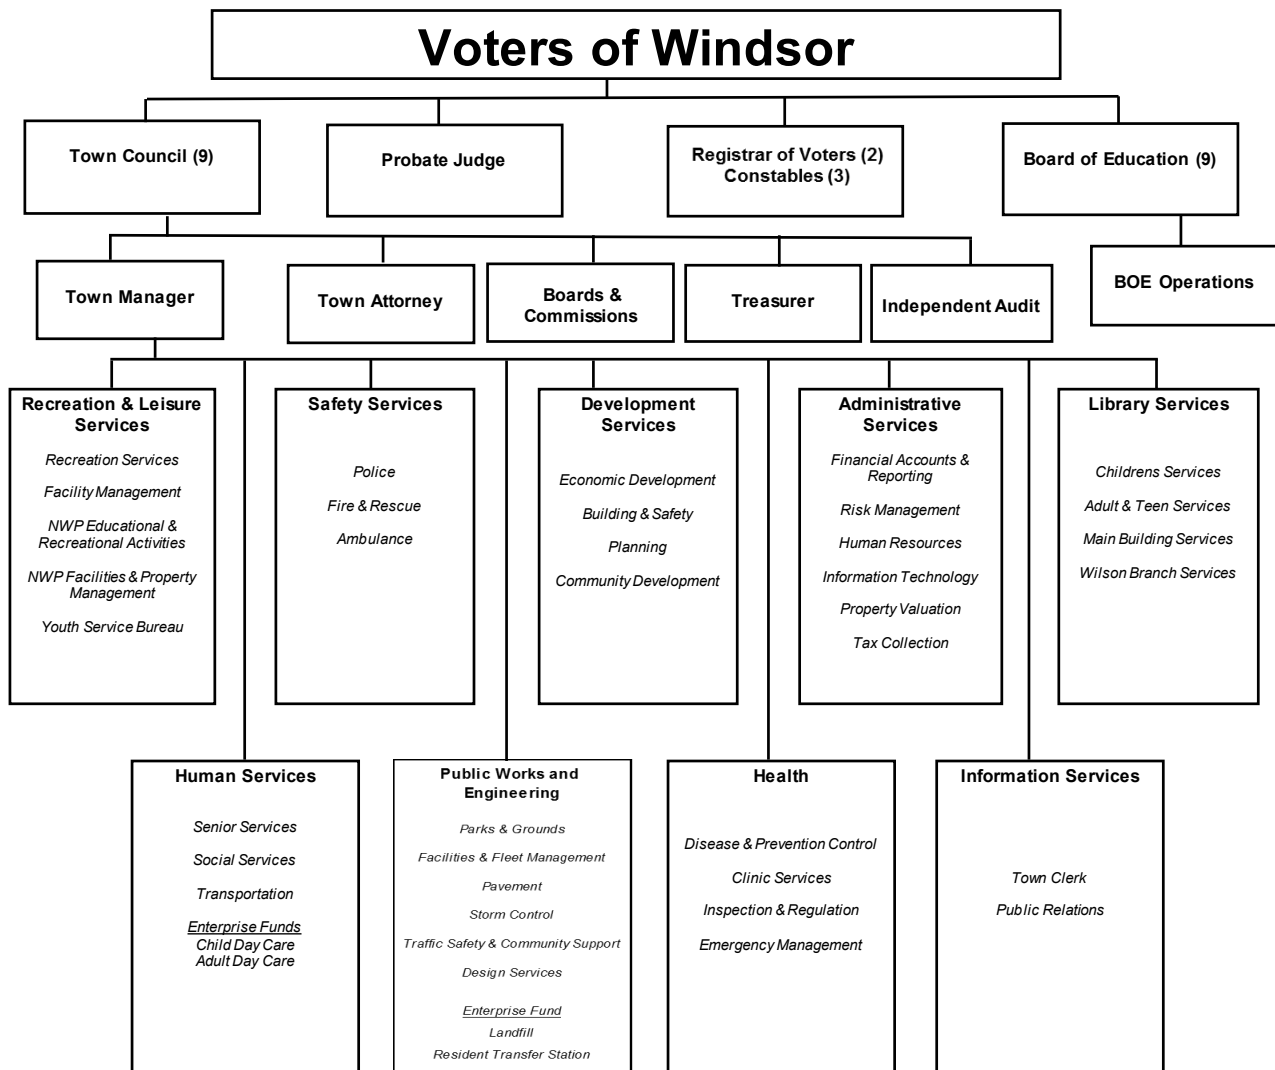 Voters of Windsor
Town Council (9)
Probate Judge
Registrar of Voters (2)
Constables (3)
Board of Education (9)
Town Manager
Town Attorney
Boards &
Commissions
Treasurer
Independent Audit
BOE Operations
Recreation & Leisure
Services
Recreation Services
Facility Management
NWP Educational &
Recreational Activities
NWP Facilities & Property
Management
Youth Service Bureau
Safety Services
Police
Fire & Rescue
Ambulance
Development
Services
Economic Development
Building & Safety
Planning
Community Development
Administrative
Services
Financial Accounts &
Reporting
Risk Management
Human Resources
Information Technology
Property Valuation
Tax Collection
Library Services
Childrens Services
Adult & Teen Services
Main Building Services
Wilson Branch Services
Human Services
Senior Services
Social Services
Transportation
Enterprise Funds
Child Day Care
Adult Day Care
Public Works and
Engineering
Parks & Grounds
Facilities & Fleet Management
Pavement
Storm Control
Traffic Safety & Community Support
Design Services
Enterprise Fund
Landfill
Resident Transfer Station
Health
Disease & Prevention Control
Clinic Services
Inspection & Regulation
Emergency Management
Information Services
Town Clerk
Public Relations